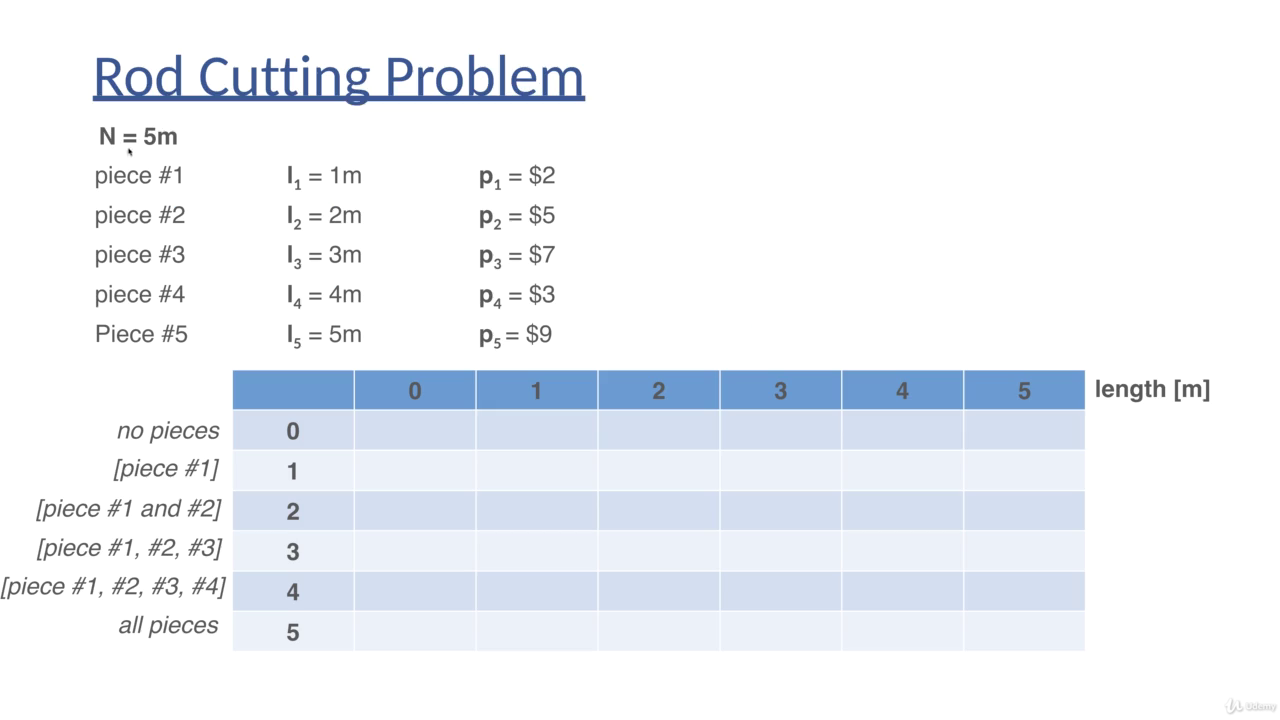 Rod Cutting Problem
N = 5m
piece #1 l1 = 1m p1 = $2
piece #2 l2 = 2m p2 = $5
piece #3 l3 = 3m p3 = $7
piece #4 l4 = 4m p4 = $3
Piece #5 l5 = 5m p5 = $9
0 1 2 3 4 5 length [m]
no pieces 0
[piece #1] 1
[piece #1 and #2] 2
[piece #1, #2, #3] 3
[piece #1, #2, #3, #4] 4
all pieces 5
Udemy